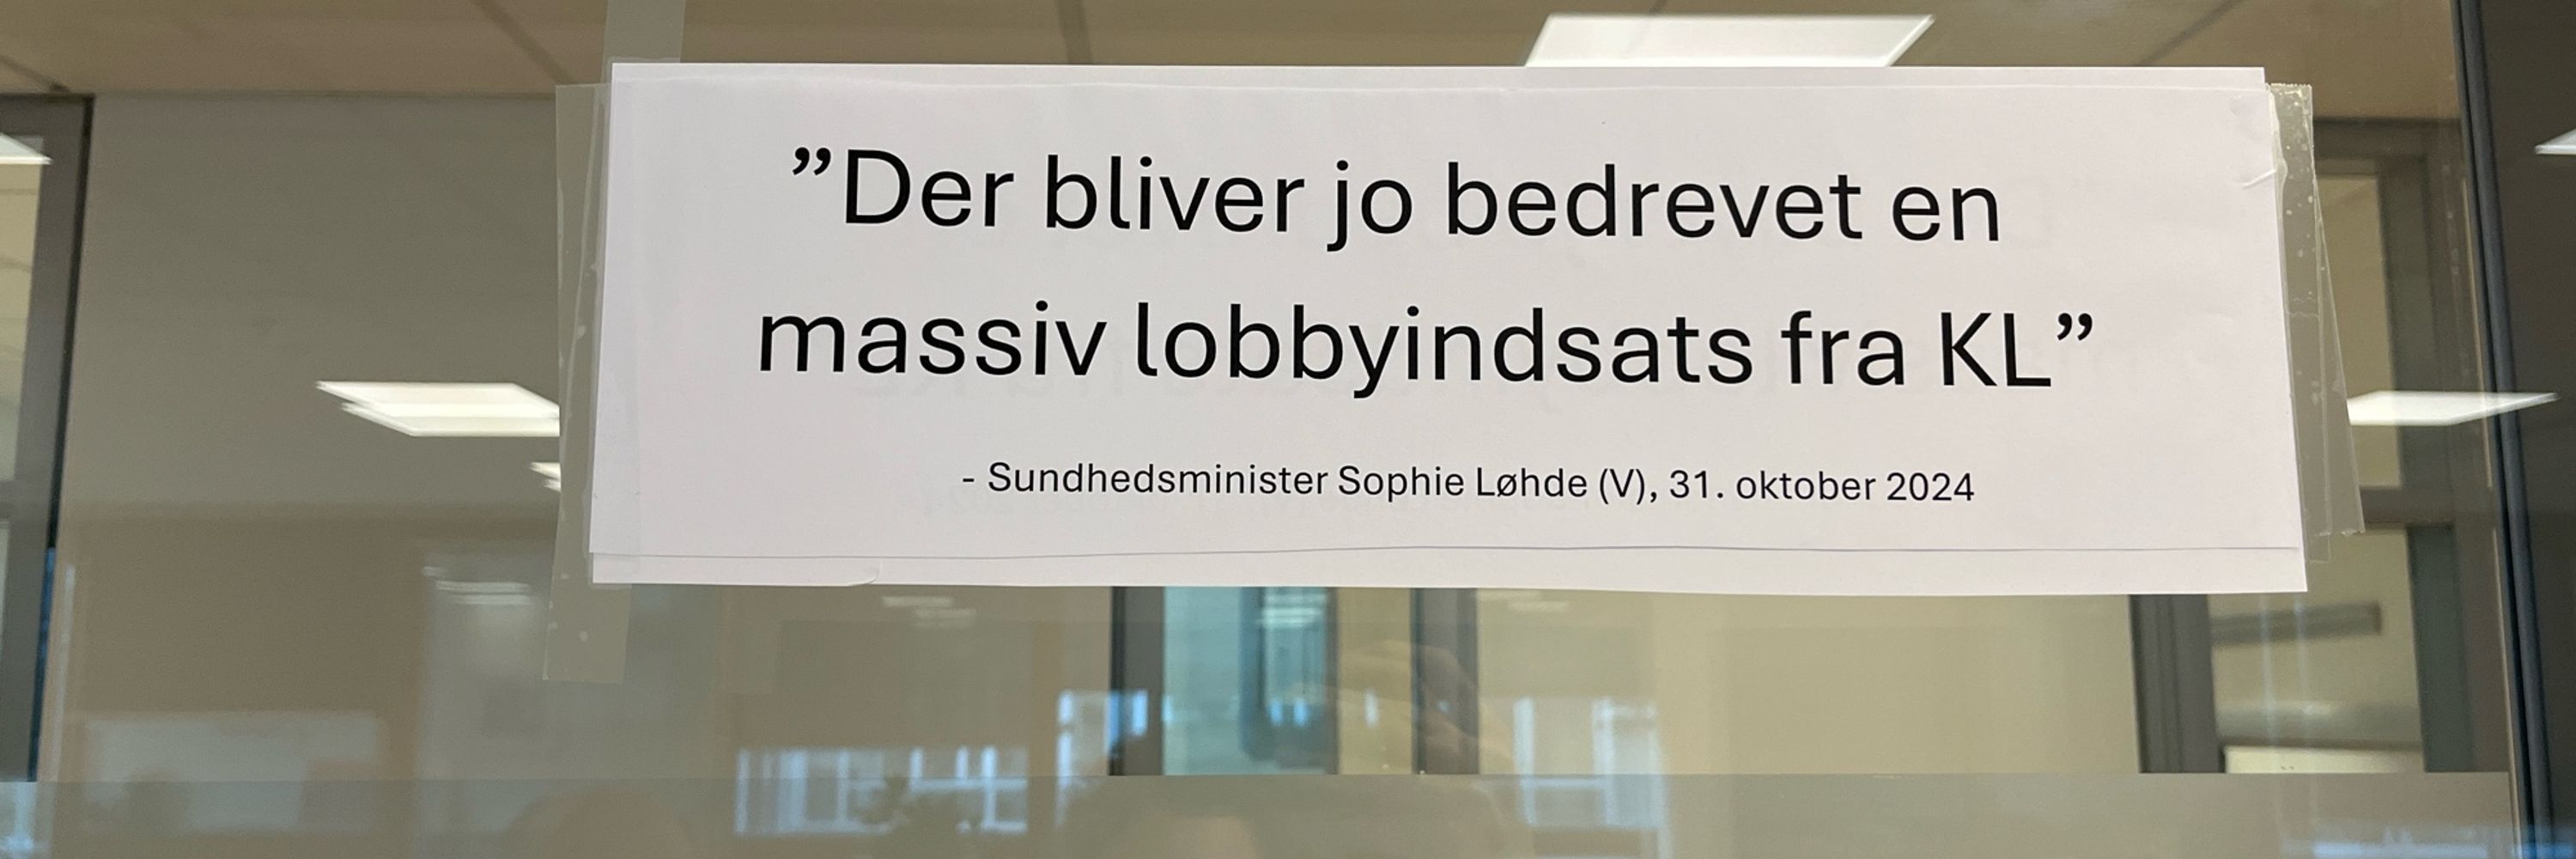 ”Der bliver jo bedrevet en
massiv lobbyindsats fra KL”
- Sundhedsminister Sophie Løhde (V), 31. oktober 2024